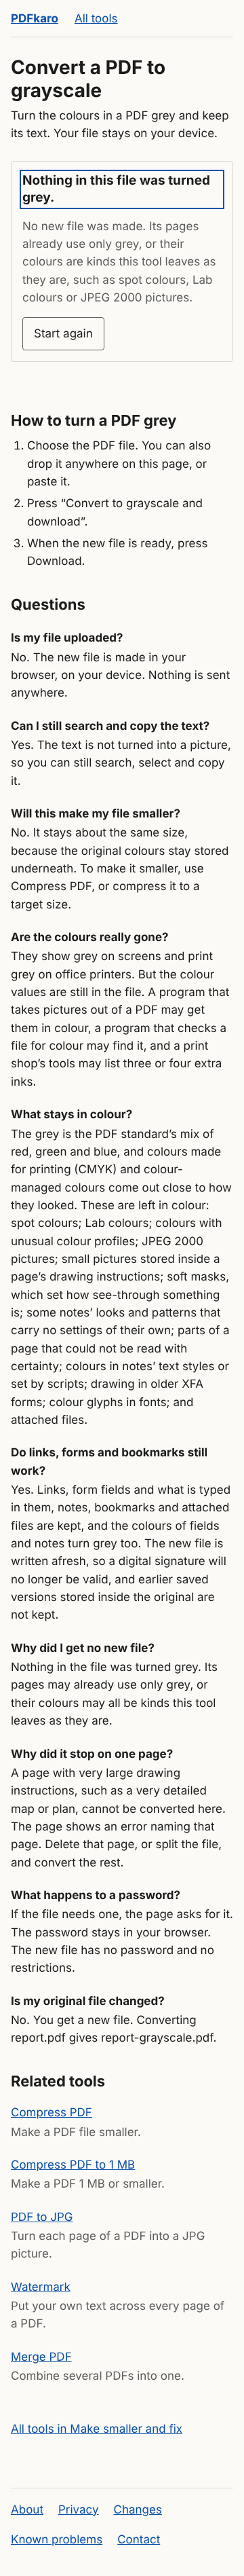 PDFkaro All tools
Convert a PDF to
grayscale
Turn the colours in a PDF grey and keep
its text. Your file stays on your device.
Nothing in this file was turned
grey.
No new file was made. Its pages
already use only grey, or their
colours are kinds this tool leaves as
they are, such as spot colours, Lab
colours or JPEG 2000 pictures.
Start again
How to turn a PDF grey
1. Choose the PDF file. You can also
drop it anywhere on this page, or
paste it.
2. Press “Convert to grayscale and
download”.
3. When the new file is ready, press
Download.
Questions
Is my file uploaded?
No. The new file is made in your
browser, on your device. Nothing is sent
anywhere.
Can I still search and copy the text?
Yes. The text is not turned into a picture,
so you can still search, select and copy
it.
Will this make my file smaller?
No. It stays about the same size,
because the original colours stay stored
underneath. To make it smaller, use
Compress PDF, or compress it to a
target size.
Are the colours really gone?
They show grey on screens and print
grey on office printers. But the colour
values are still in the file. A program that
takes pictures out of a PDF may get
them in colour, a program that checks a
file for colour may find it, and a print
shop’s tools may list three or four extra
inks.
What stays in colour?
The grey is the PDF standard’s mix of
red, green and blue, and colours made
for printing (CMYK) and colour-
managed colours come out close to how
they looked. These are left in colour:
spot colours; Lab colours; colours with
unusual colour profiles; JPEG 2000
pictures; small pictures stored inside a
page’s drawing instructions; soft masks,
which set how see-through something
is; some notes’ looks and patterns that
carry no settings of their own; parts of a
page that could not be read with
certainty; colours in notes’ text styles or
set by scripts; drawing in older XFA
forms; colour glyphs in fonts; and
attached files.
Do links, forms and bookmarks still
work?
Yes. Links, form fields and what is typed
in them, notes, bookmarks and attached
files are kept, and the colours of fields
and notes turn grey too. The new file is
written afresh, so a digital signature will
no longer be valid, and earlier saved
versions stored inside the original are
not kept.
Why did I get no new file?
Nothing in the file was turned grey. Its
pages may already use only grey, or
their colours may all be kinds this tool
leaves as they are.
Why did it stop on one page?
A page with very large drawing
instructions, such as a very detailed
map or plan, cannot be converted here.
The page shows an error naming that
page. Delete that page, or split the file,
and convert the rest.
What happens to a password?
If the file needs one, the page asks for it.
The password stays in your browser.
The new file has no password and no
restrictions.
Is my original file changed?
No. You get a new file. Converting
report.pdf gives report-grayscale.pdf.
Related tools
Compress PDF
Make a PDF file smaller.
Compress PDF to 1 MB
Make a PDF 1 MB or smaller.
PDF to JPG
Turn each page of a PDF into a JPG
picture.
Watermark
Put your own text across every page of
a PDF.
Merge PDF
Combine several PDFs into one.
All tools in Make smaller and fix
About Privacy Changes
Known problems Contact